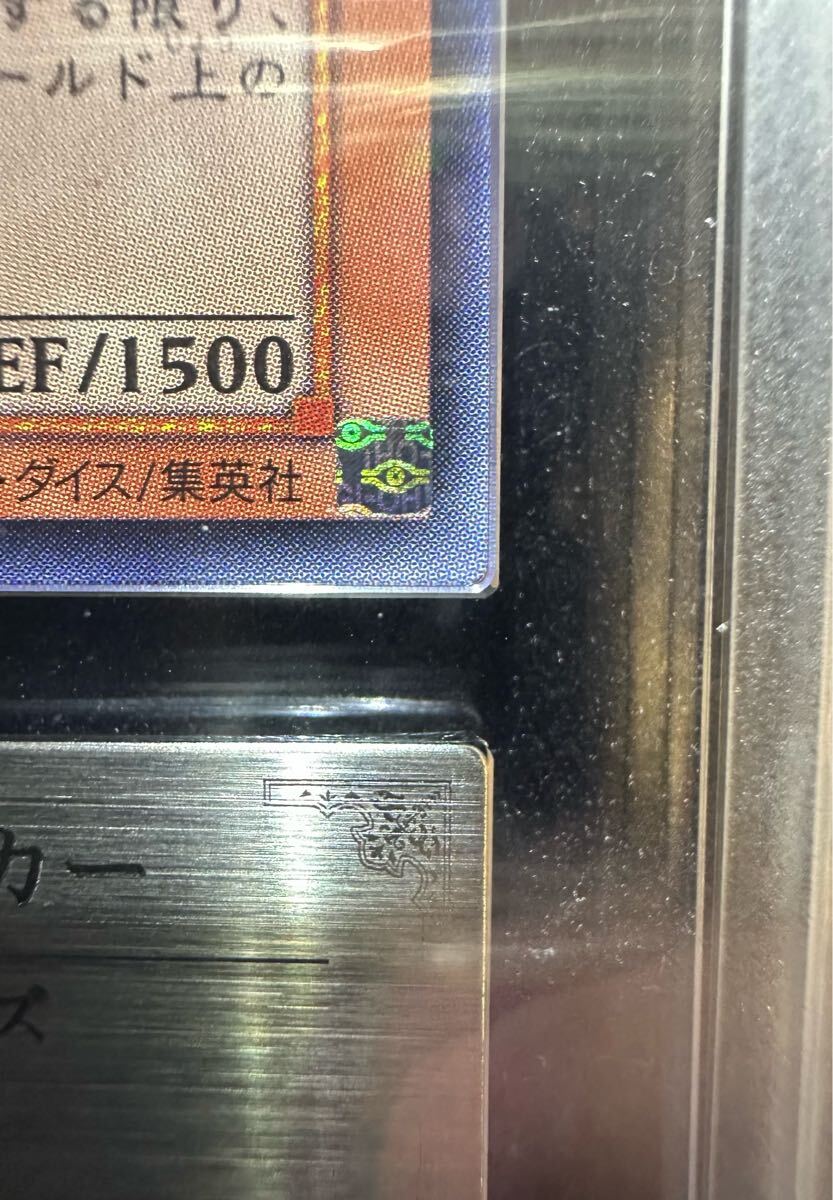 する限り、
ールド上の
EF/1500
・ダイス/集英社
カー
ズ